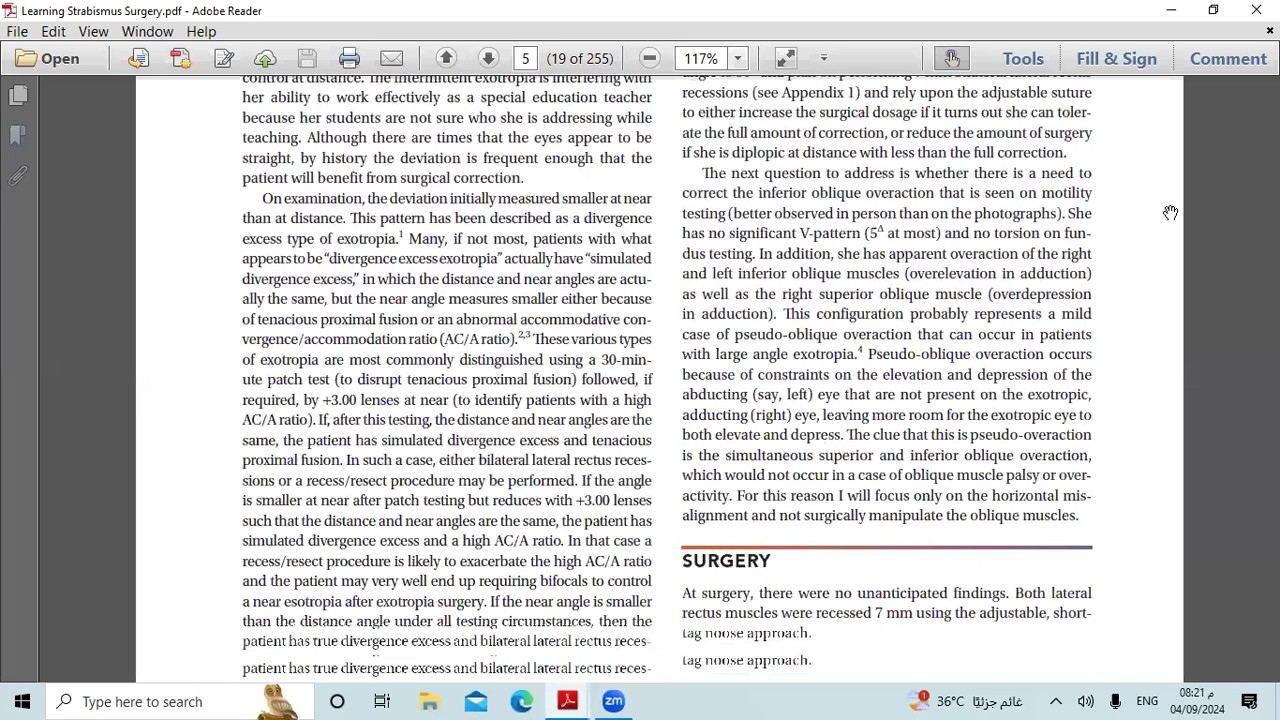 Learning Strabismus Surgery.pdf - Adobe Reader
File Edit View Window Help
Open 5 (19 of 255) 117% Tools Fill & Sign Comment
control at distance. The intermittent exotropia is interfering with
her ability to work effectively as a special education teacher
because her students are not sure who she is addressing while
teaching. Although there are times that the eyes appear to be
straight, by history the deviation is frequent enough that the
patient will benefit from surgical correction.
On examination, the deviation initially measured smaller at near
than at distance. This pattern has been described as a divergence
excess type of exotropia.1 Many, if not most, patients with what
appears to be “divergence excess exotropia” actually have “simulated
divergence excess,” in which the distance and near angles are actu-
ally the same, but the near angle measures smaller either because
of tenacious proximal fusion or an abnormal accommodative con-
vergence/accommodation ratio (AC/A ratio).2,3 These various types
of exotropia are most commonly distinguished using a 30-min-
ute patch test (to disrupt tenacious proximal fusion) followed, if
required, by +3.00 lenses at near (to identify patients with a high
AC/A ratio). If, after this testing, the distance and near angles are the
same, the patient has simulated divergence excess and tenacious
proximal fusion. In such a case, either bilateral lateral rectus reces-
sions or a recess/resect procedure may be performed. If the angle
is smaller at near after patch testing but reduces with +3.00 lenses
such that the distance and near angles are the same, the patient has
simulated divergence excess and a high AC/A ratio. In that case a
recess/resect procedure is likely to exacerbate the high AC/A ratio
and the patient may very well end up requiring bifocals to control
a near esotropia after exotropia surgery. If the near angle is smaller
than the distance angle under all testing circumstances, then the
patient has true divergence excess and bilateral lateral rectus reces-
patient has true divergence excess and bilateral lateral rectus reces-
recessions (see Appendix 1) and rely upon the adjustable suture
to either increase the surgical dosage if it turns out she can toler-
ate the full amount of correction, or reduce the amount of surgery
if she is diplopic at distance with less than the full correction.
The next question to address is whether there is a need to
correct the inferior oblique overaction that is seen on motility
testing (better observed in person than on the photographs). She
has no significant V-pattern (5Δ at most) and no torsion on fun-
dus testing. In addition, she has apparent overaction of the right
and left inferior oblique muscles (overelevation in adduction)
as well as the right superior oblique muscle (overdepression
in adduction). This configuration probably represents a mild
case of pseudo-oblique overaction that can occur in patients
with large angle exotropia.4 Pseudo-oblique overaction occurs
because of constraints on the elevation and depression of the
abducting (say, left) eye that are not present on the exotropic,
adducting (right) eye, leaving more room for the exotropic eye to
both elevate and depress. The clue that this is pseudo-overaction
is the simultaneous superior and inferior oblique overaction,
which would not occur in a case of oblique muscle palsy or over-
activity. For this reason I will focus only on the horizontal mis-
alignment and not surgically manipulate the oblique muscles.
SURGERY
At surgery, there were no unanticipated findings. Both lateral
rectus muscles were recessed 7 mm using the adjustable, short-
tag noose approach.
tag noose approach.
Type here to search zm 1 36°C غائم جزئيًا ENG 08:21 م
04/09/2024